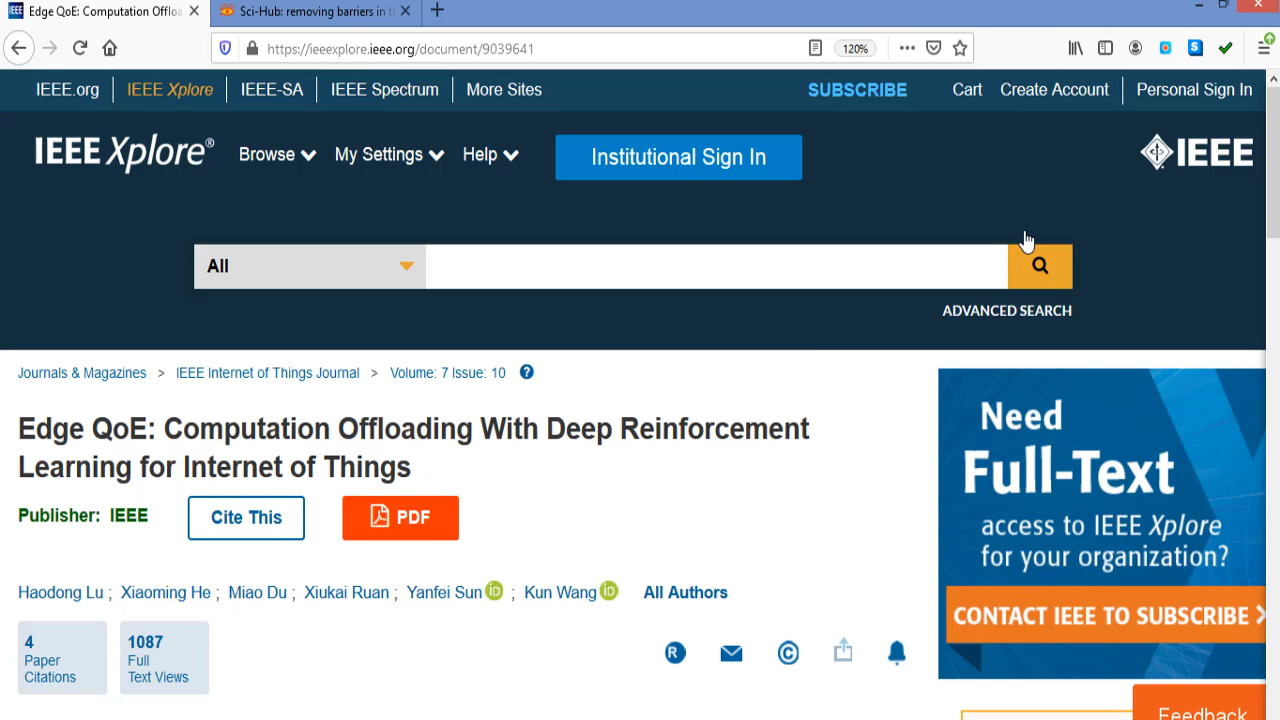 Edge QoE: Computation Offloa
Sci-Hub: removing barriers in t
https://ieeexplore.ieee.org/document/9039641
120%
IEEE.org
IEEE Xplore
IEEE-SA
IEEE Spectrum
More Sites
SUBSCRIBE
Cart
Create Account
Personal Sign In
IEEE Xplore®
Browse
My Settings
Help
Institutional Sign In
IEEE
All
ADVANCED SEARCH
Journals & Magazines > IEEE Internet of Things Journal > Volume: 7 Issue: 10 ?
Edge QoE: Computation Offloading With Deep Reinforcement
Learning for Internet of Things
Publisher: IEEE
Cite This
PDF
Haodong Lu ; Xiaoming He ; Miao Du ; Xiukai Ruan ; Yanfei Sun iD ; Kun Wang iD All Authors
4
Paper
Citations
1087
Full
Text Views
R
©
Need
Full-Text
access to IEEE Xplore
for your organization?
CONTACT IEEE TO SUBSCRIBE >
Feedback